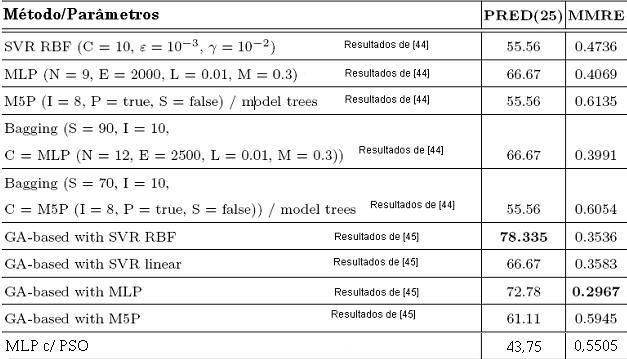 Método/Parâmetros PRED(25) MMRE
SVR RBF (C = 10, ε = 10⁻³, γ = 10⁻²) Resultados de [44] 55.56 0.4736
MLP (N = 9, E = 2000, L = 0.01, M = 0.3) Resultados de [44] 66.67 0.4069
M5P (I = 8, P = true, S = false) / model trees Resultados de [44] 55.56 0.6135
Bagging (S = 90, I = 10,
C = MLP (N = 12, E = 2500, L = 0.01, M = 0.3)) Resultados de [44] 66.67 0.3991
Bagging (S = 70, I = 10,
C = M5P (I = 8, P = true, S = false)) / model trees Resultados de [44] 55.56 0.6054
GA-based with SVR RBF Resultados de [45] 78.335 0.3536
GA-based with SVR linear Resultados de [45] 66.67 0.3583
GA-based with MLP Resultados de [45] 72.78 0.2967
GA-based with M5P Resultados de [45] 61.11 0.5945
MLP c/ PSO 43,75 0,5505